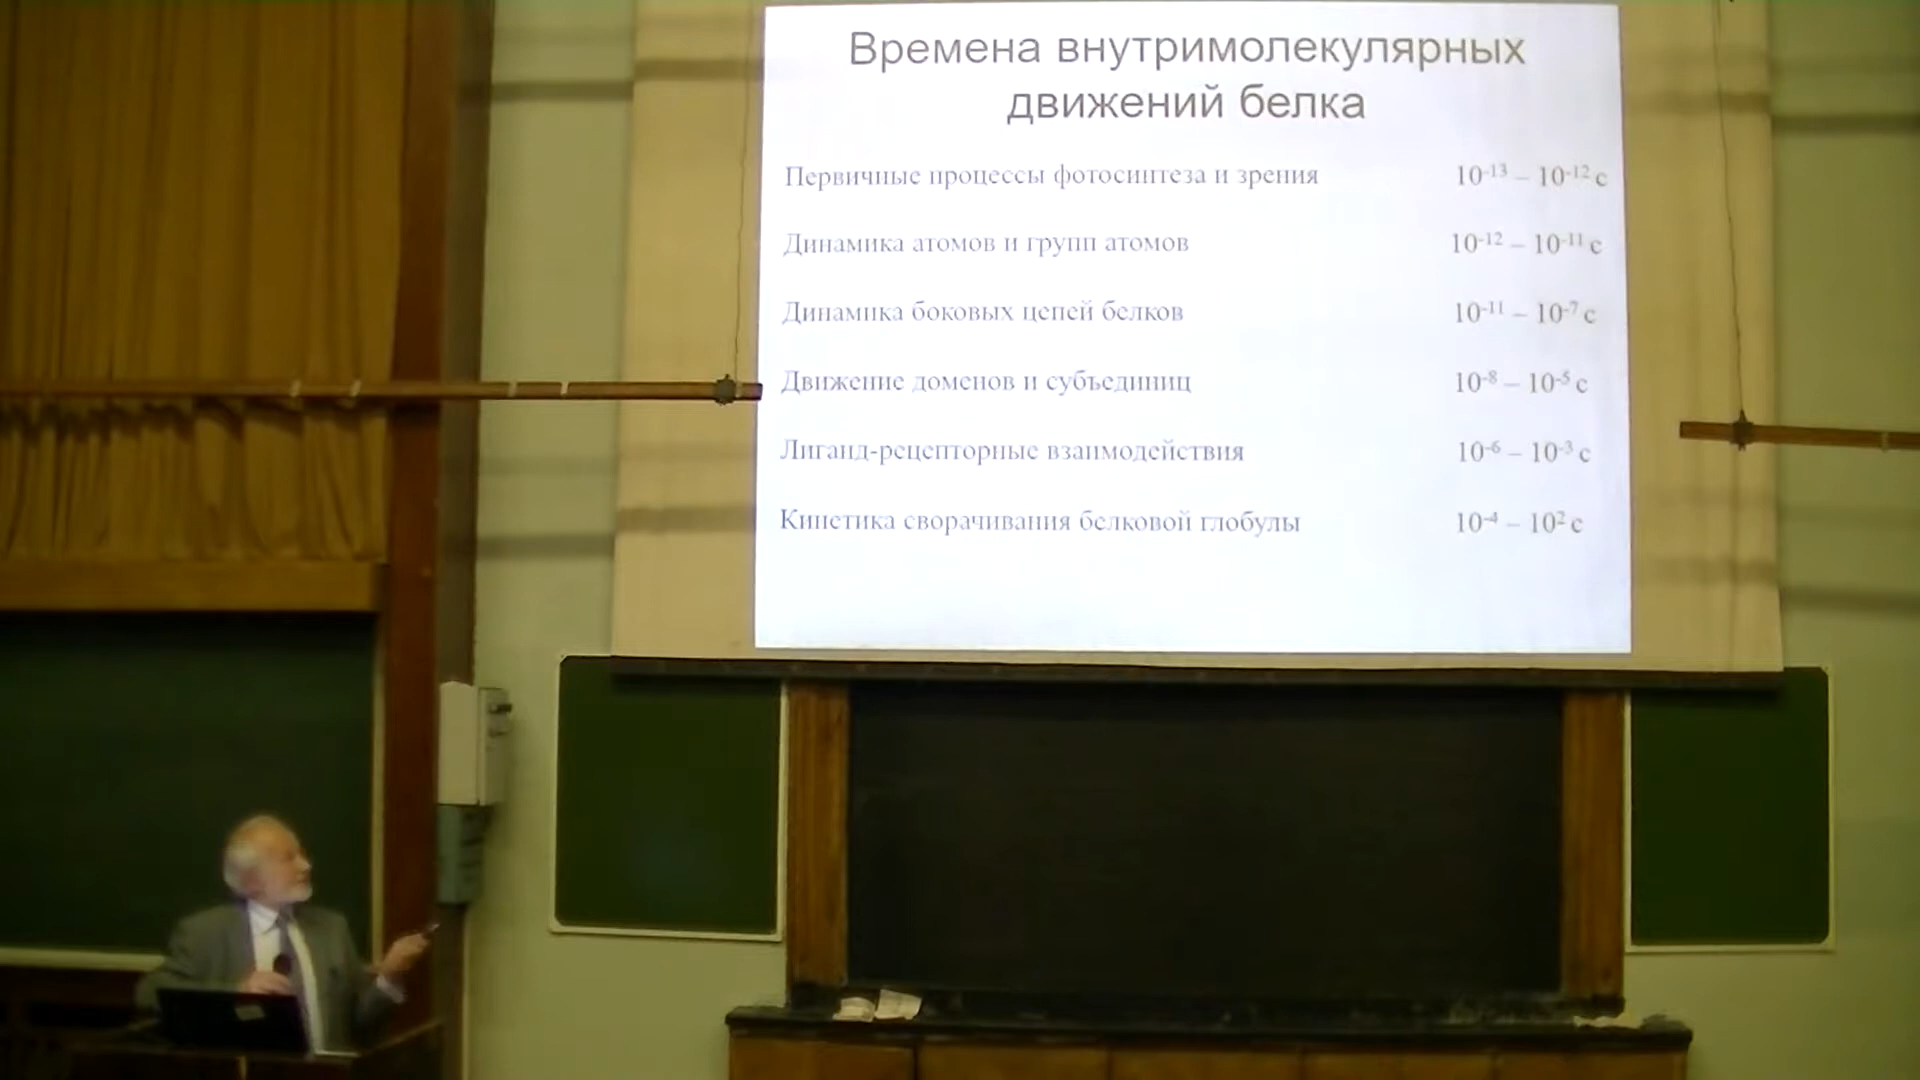 Времена внутримолекулярных
движений белка
Первичные процессы фотосинтеза и зрения 10⁻¹³ – 10⁻¹² с
Динамика атомов и групп атомов 10⁻¹² – 10⁻¹¹ с
Динамика боковых цепей белков 10⁻¹¹ – 10⁻⁷ с
Движение доменов и субъединиц 10⁻⁸ – 10⁻⁵ с
Лиганд-рецепторные взаимодействия 10⁻⁶ – 10⁻³ с
Кинетика сворачивания белковой глобулы 10⁻⁴ – 10² с